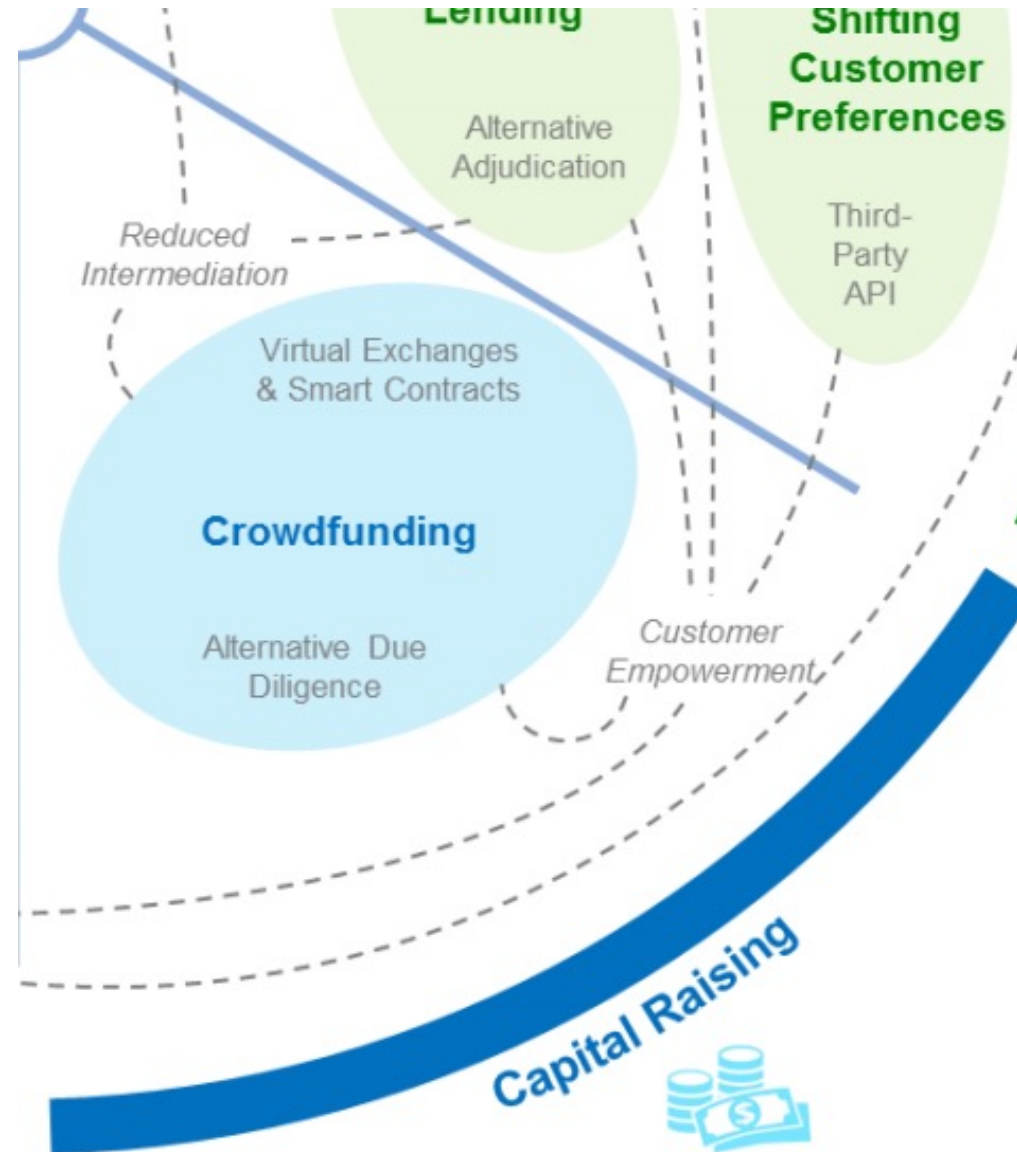 Lending
Shifting
Customer
Preferences
Alternative
Adjudication
Third-
Party
API
Reduced
Intermediation
Virtual Exchanges
& Smart Contracts
Crowdfunding
Alternative Due
Diligence
Customer
Empowerment
Capital Raising
$